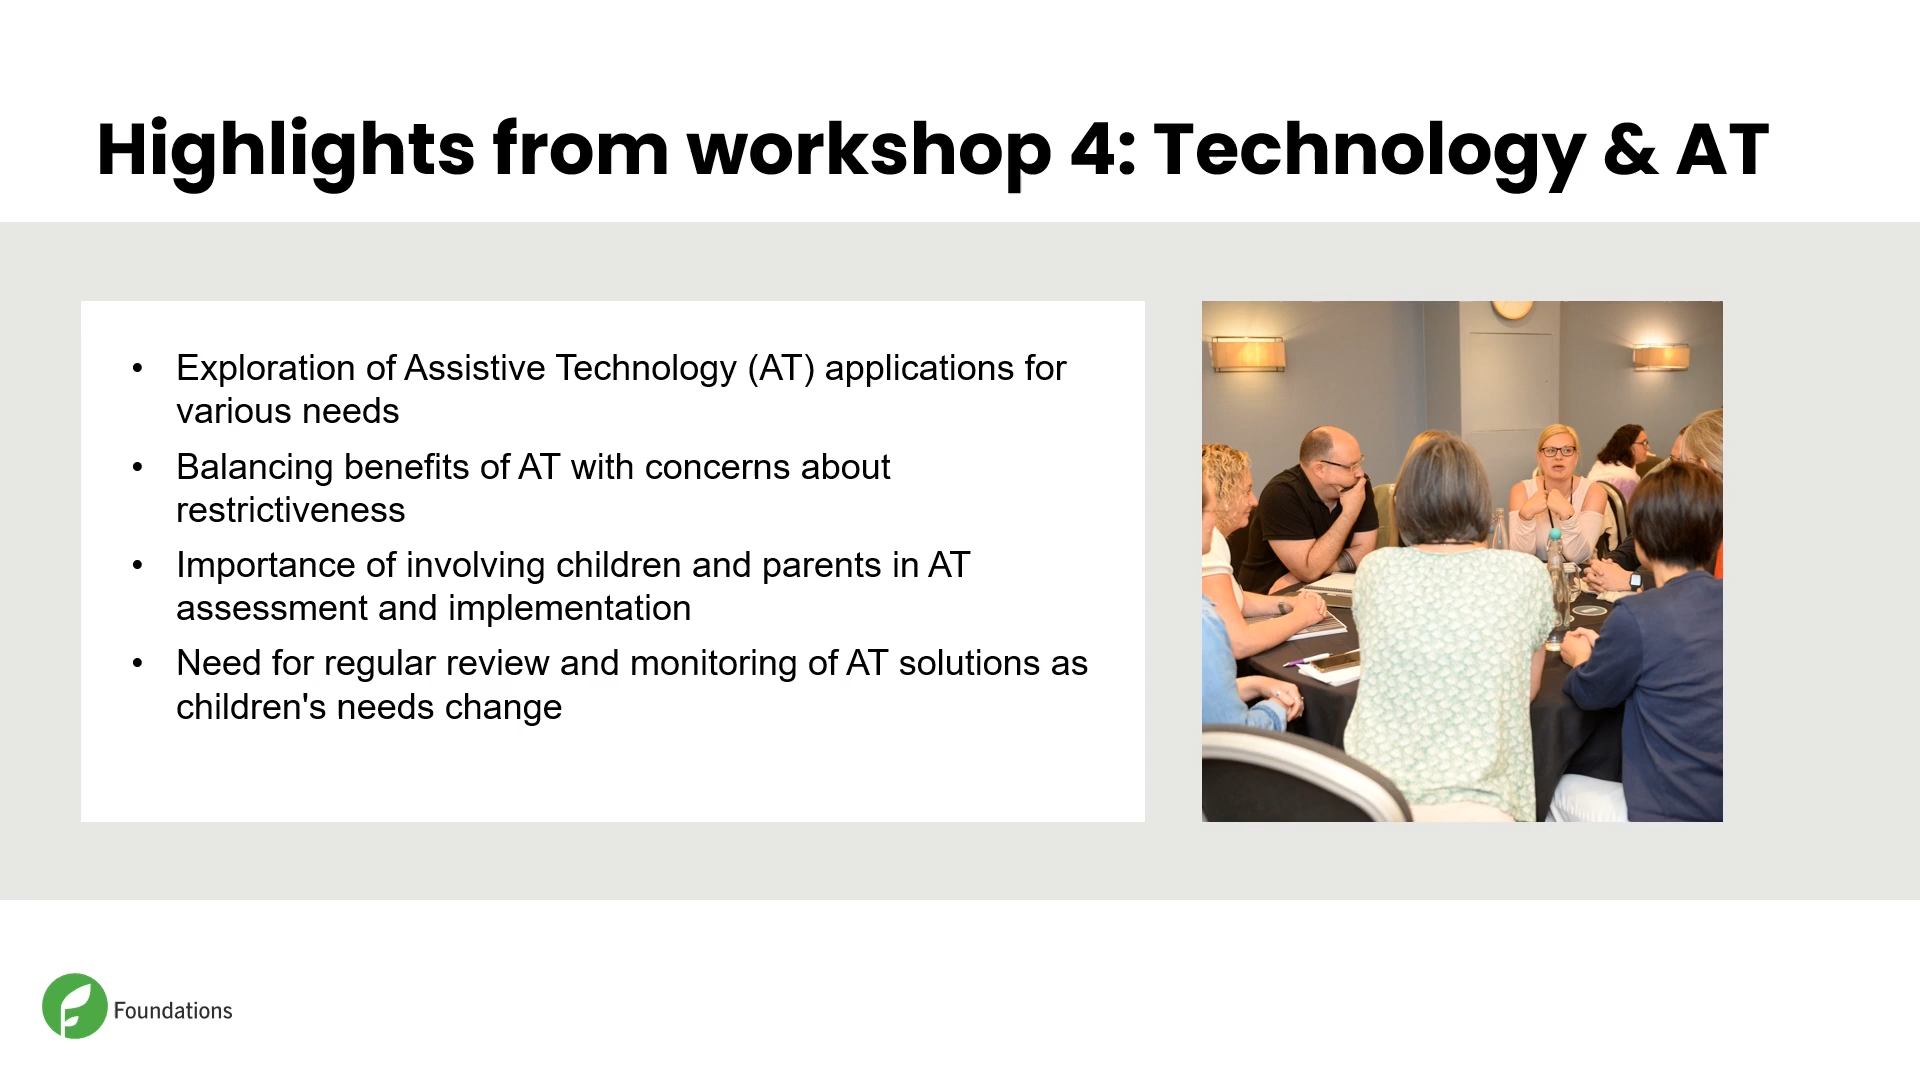 Highlights from workshop 4: Technology & AT
• Exploration of Assistive Technology (AT) applications for
various needs
• Balancing benefits of AT with concerns about
restrictiveness
• Importance of involving children and parents in AT
assessment and implementation
• Need for regular review and monitoring of AT solutions as
children's needs change
Foundations